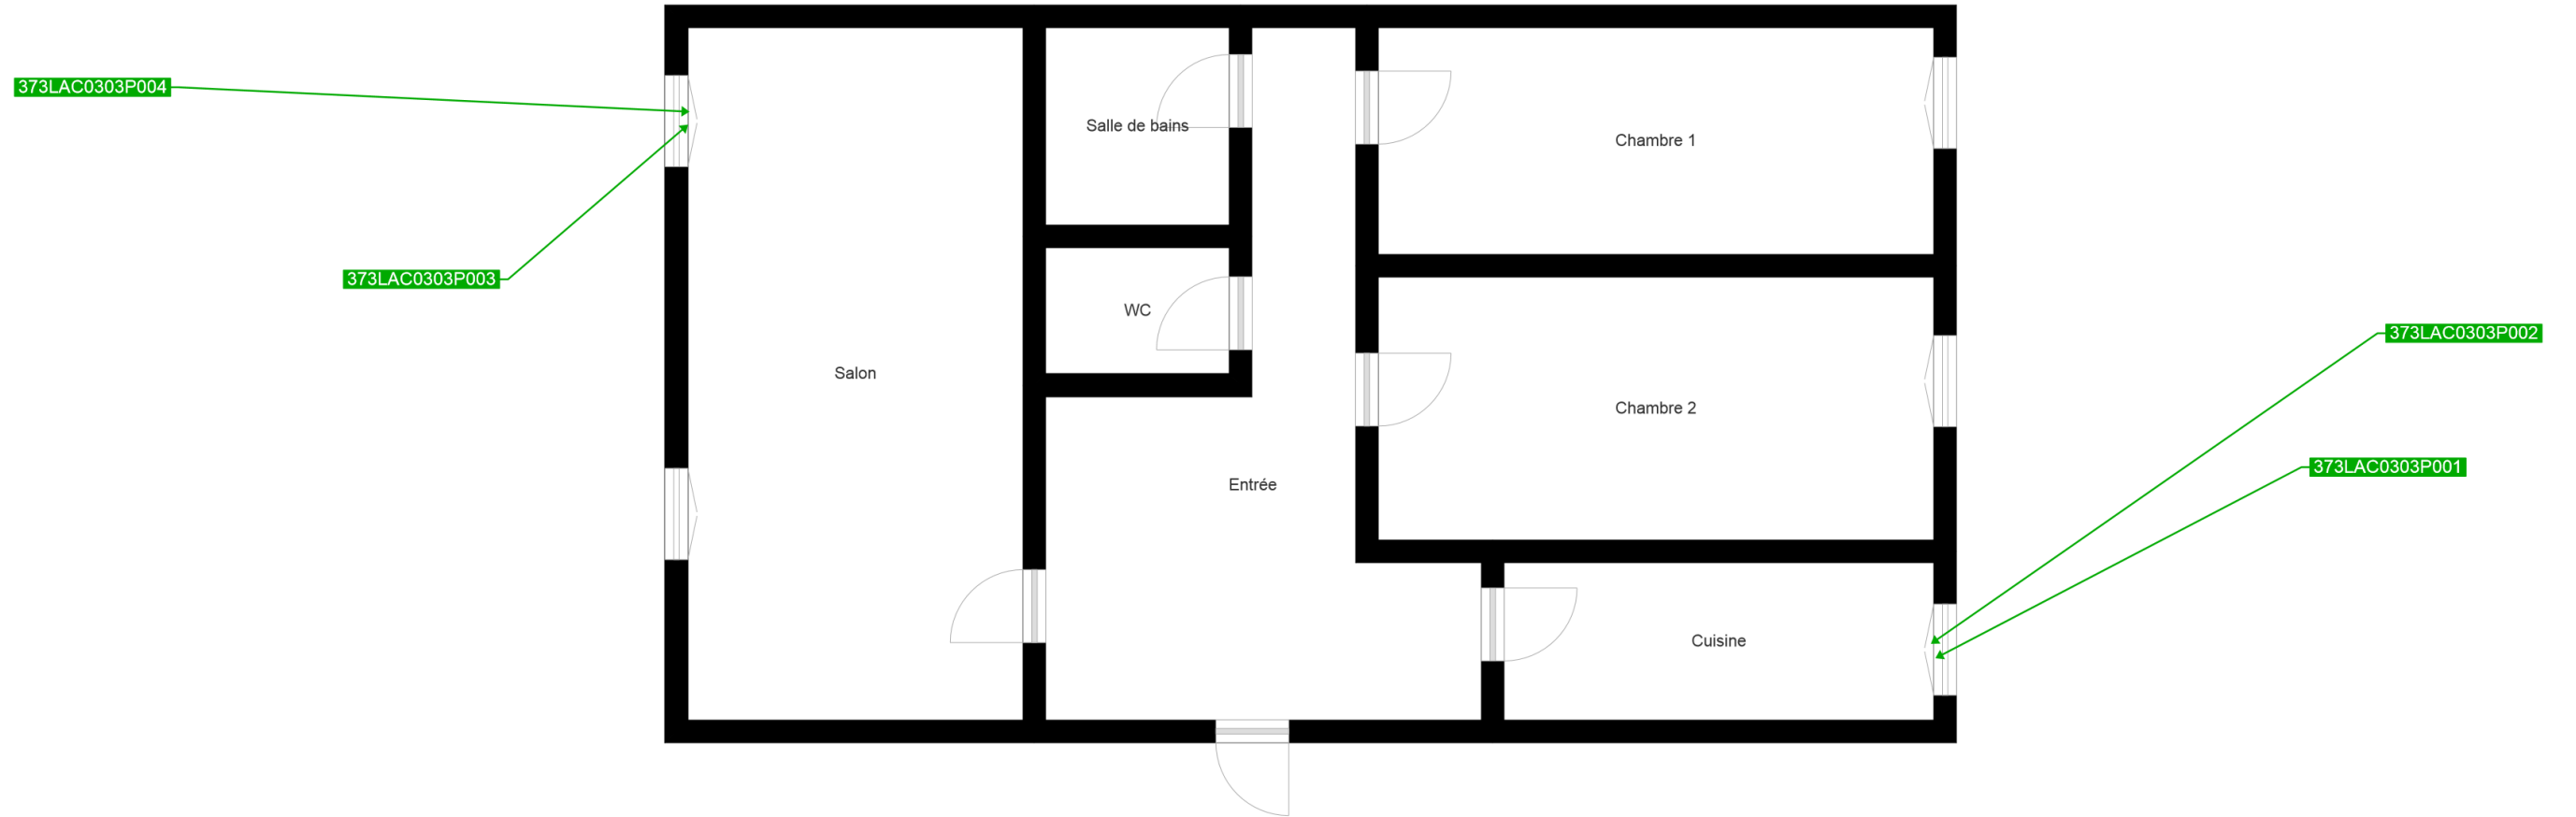 373LAC0303P004
Salle de bains
Chambre 1
373LAC0303P003
WC
373LAC0303P002
Salon
Chambre 2
373LAC0303P001
Entrée
Cuisine